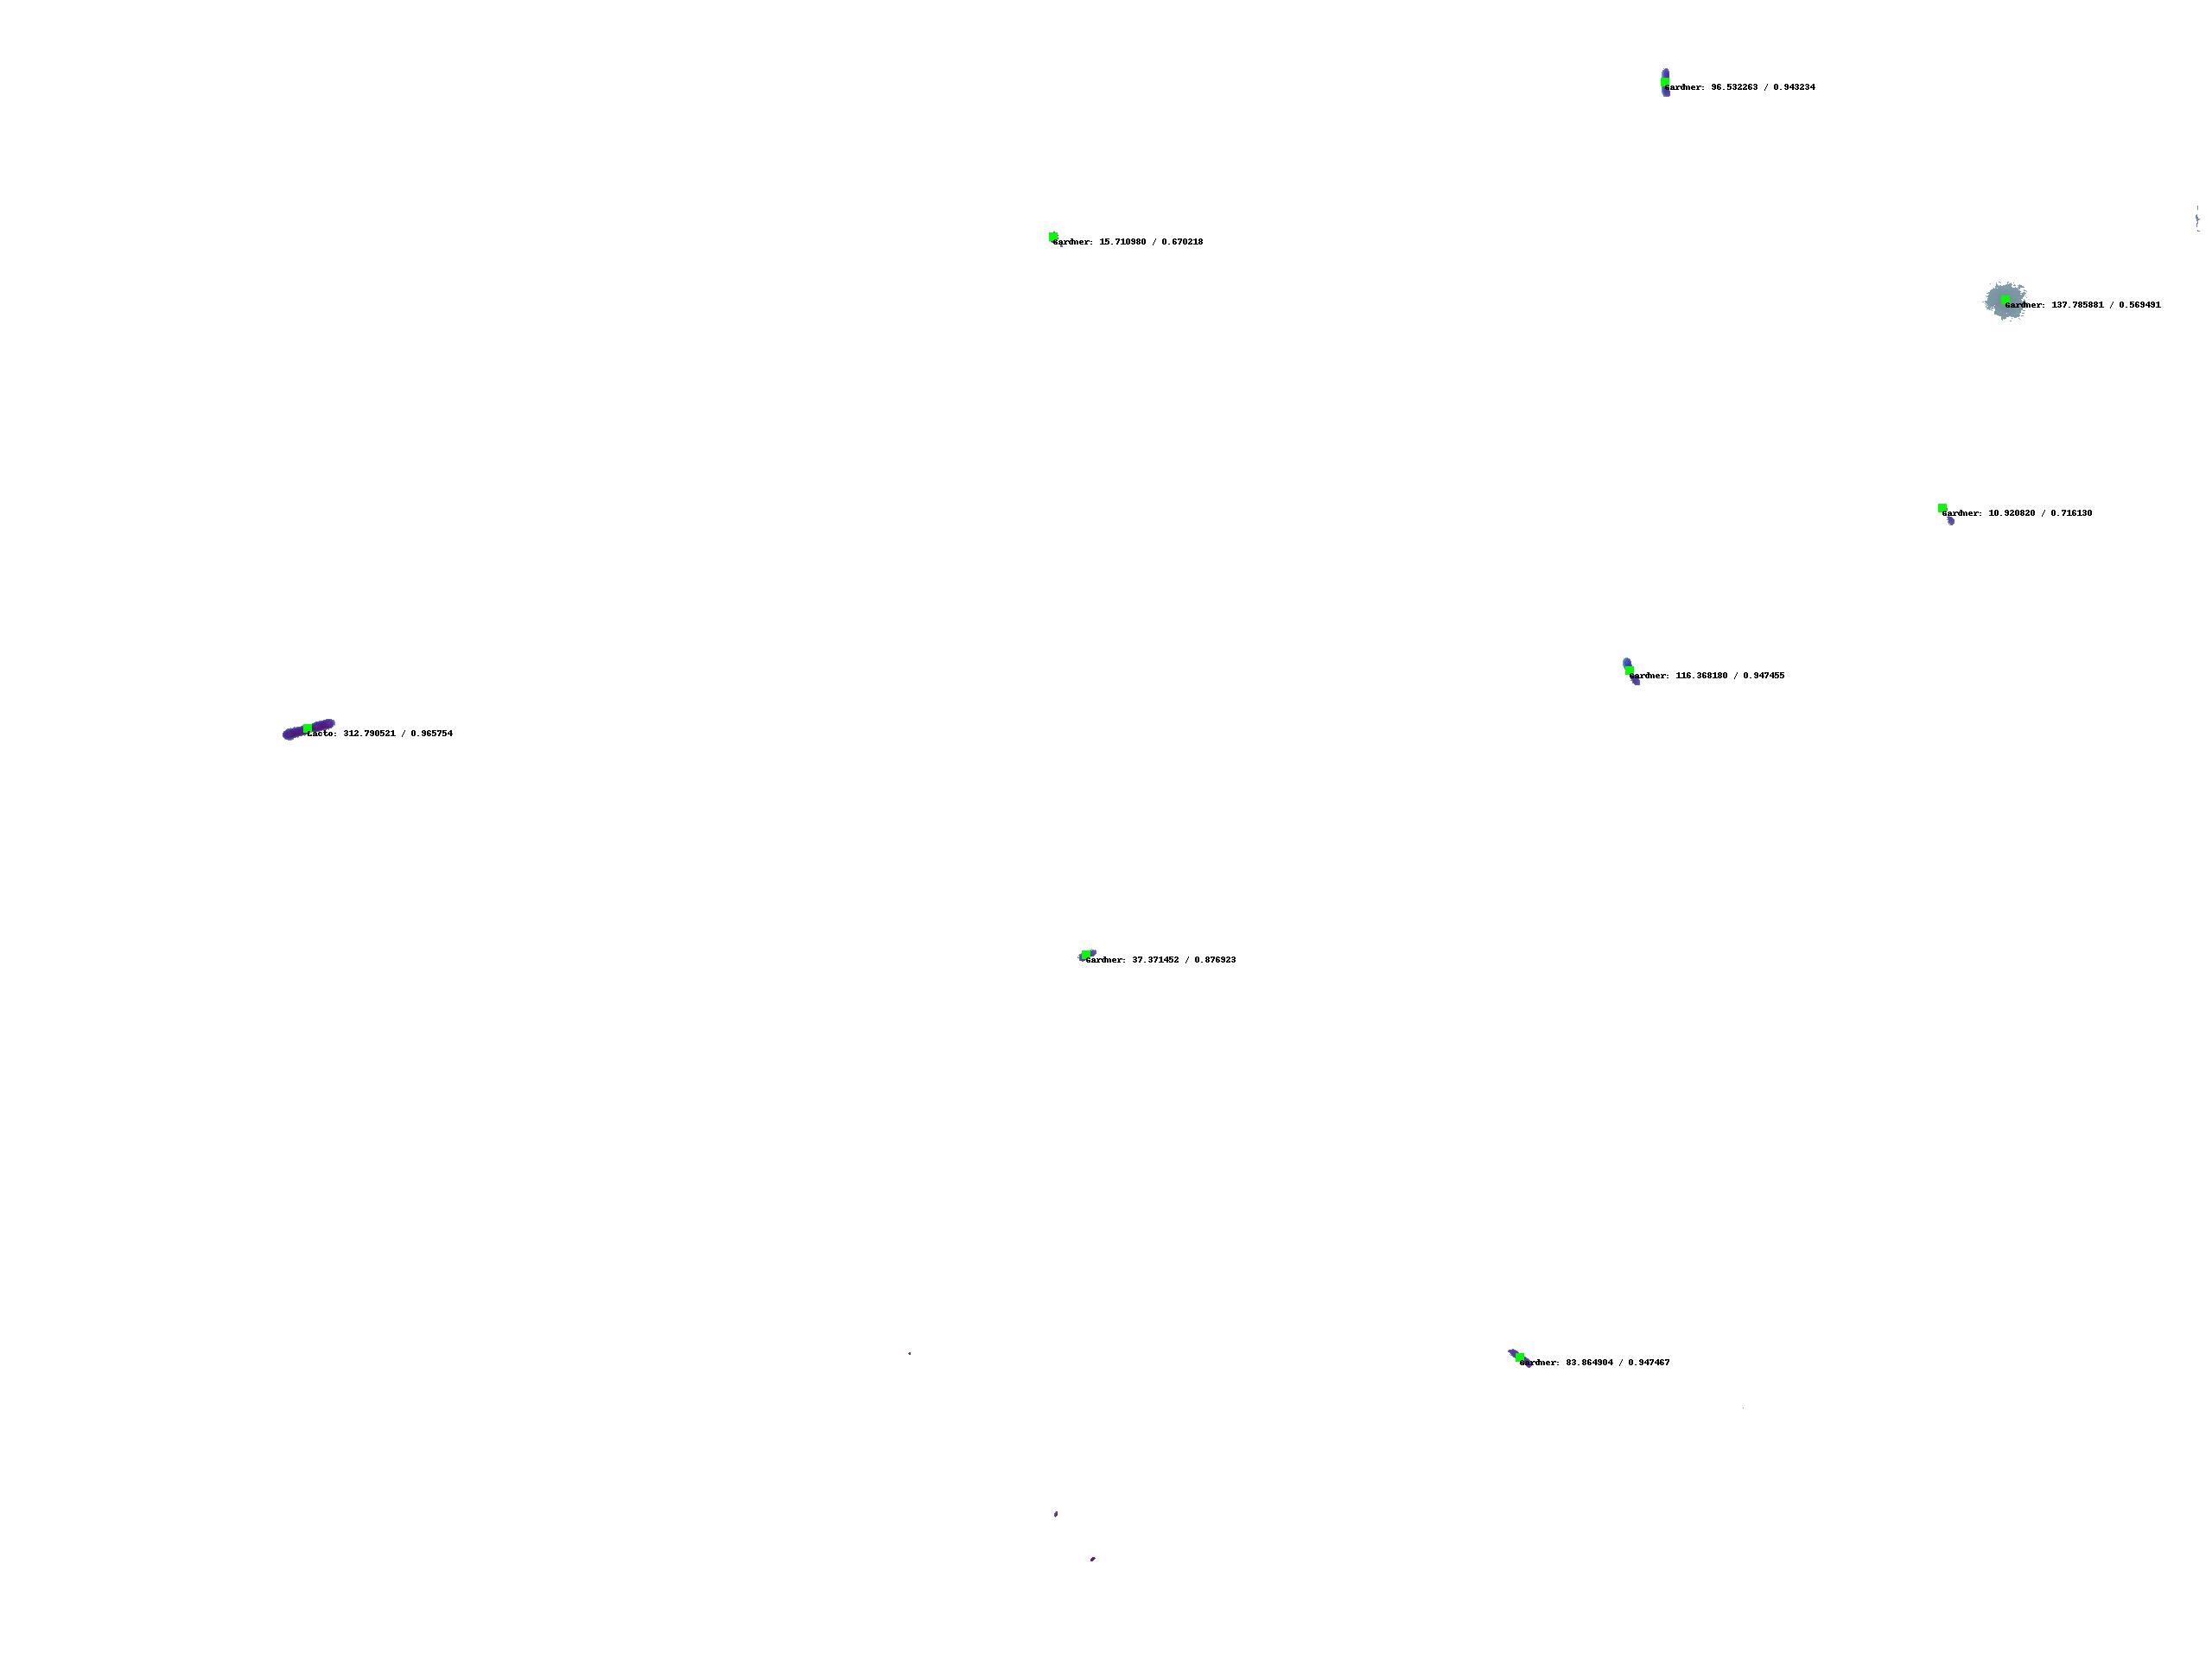 Gardner: 96.532263 / 0.943234
Gardner: 15.710980 / 0.670218
Gardner: 137.785881 / 0.569491
Gardner: 10.920820 / 0.716130
Gardner: 116.368180 / 0.947455
Lacto: 312.790521 / 0.965754
Gardner: 37.371452 / 0.876923
Gardner: 83.864904 / 0.947467